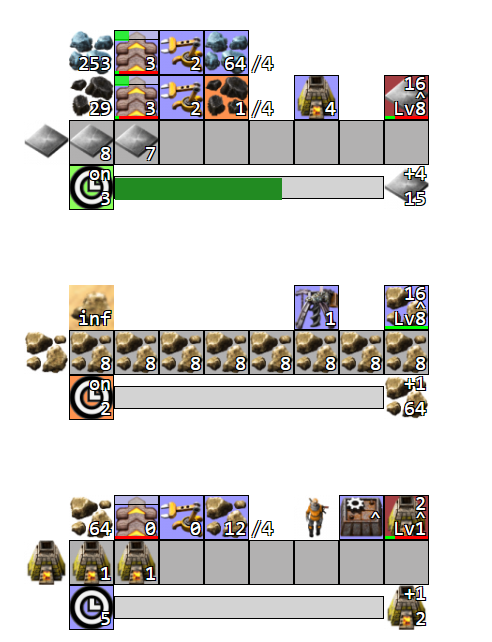 253 3 2 64 /4
29 3 2 1 /4 4 16 ^ Lv8
8 7
on 3 +4 15
inf 1 16 ^ Lv8
8 8 8 8 8 8 8 8
on 2 +1 64
64 0 0 12 /4 ^ 2 ^ Lv1
1 1
5 +1 2